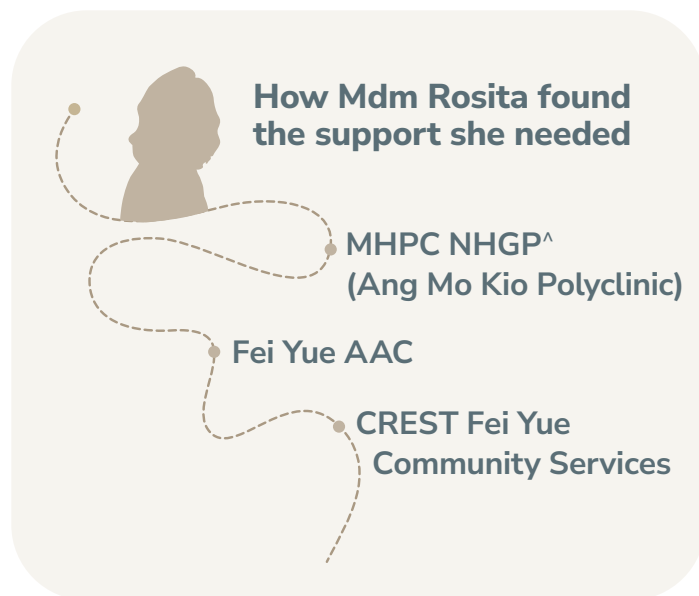 How Mdm Rosita found
the support she needed
MHPC NHGP^
(Ang Mo Kio Polyclinic)
Fei Yue AAC
CREST Fei Yue
Community Services